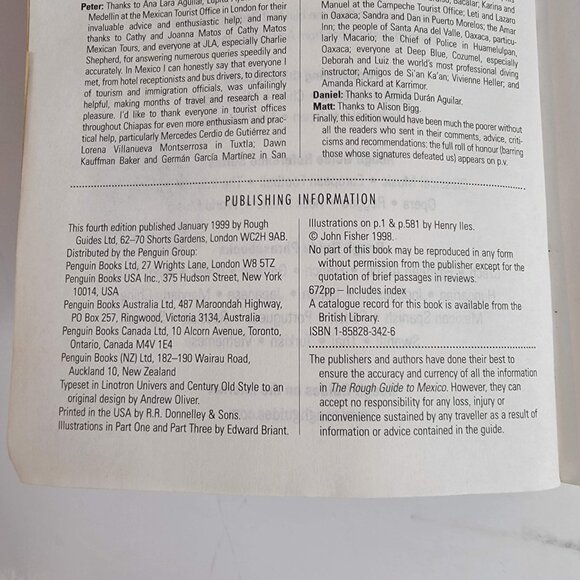 Peter: Thanks to Ana Lara Aguilar,
Medellin at the Mexican Tourist Office in London for their
invaluable advice and enthusiastic help; and many
thanks to Cathy and Joanna Matos of Cathy Matos
Mexican Tours, and everyone at JLA, especially Charlie
Shepherd, for answering numerous queries speedily and
accurately. In Mexico I can honestly say that everyone I
met, from hotel receptionists and bus drivers, to directors
of tourism and immigration officials, was unfailingly
helpful, making months of travel and research a real
pleasure. I'd like to thank everyone in tourist offices
throughout Chiapas for even more enthusiasm and prac-
tical help, particularly Mercedes Cerdio de Gutiérrez and
Lorena Villanueva Montserrosa in Tuxtla; Dawn
Kauffman Baker and Germán García Martínez in San
Bacalar; Karina and
Manuel at the Campeche Tourist Office; Leti and Lazaro
in Oaxaca; Sandra and Dan in Puerto Morelos; the Amar
Inn; the people of Santa Ana del Valle, Oaxaca, partic-
ularly Macario; the Chief of Police in Huamelulpan,
Oaxaca; everyone at Deep Blue, Cozumel, especially
Deborah and Luiz the world's most professional diving
instructor; Amigos de Si'an Ka'an; Vivienne Heller; and
Amanda Rickard at Karrimor.
Daniel: Thanks to Armida Durán Aguilar.
Matt: Thanks to Alison Bigg.
Finally, this edition would have been much the poorer without
all the readers who sent in their comments, advice, criti-
cisms and recommendations: the full roll of honour (barring
those whose signatures defeated us) appears on p.v.
PUBLISHING INFORMATION
This fourth edition published January 1999 by Rough
Guides Ltd, 62–70 Shorts Gardens, London WC2H 9AB.
Distributed by the Penguin Group:
Penguin Books Ltd, 27 Wrights Lane, London W8 5TZ
Penguin Books USA Inc., 375 Hudson Street, New York
10014, USA
Penguin Books Australia Ltd, 487 Maroondah Highway,
PO Box 257, Ringwood, Victoria 3134, Australia
Penguin Books Canada Ltd, 10 Alcorn Avenue, Toronto,
Ontario, Canada M4V 1E4
Penguin Books (NZ) Ltd, 182–190 Wairau Road,
Auckland 10, New Zealand
Typeset in Linotron Univers and Century Old Style to an
original design by Andrew Oliver.
Printed in the USA by R.R. Donnelley & Sons.
Illustrations in Part One and Part Three by Edward Briant.
Illustrations on p.1 & p.581 by Henry Iles.
© John Fisher 1998.
No part of this book may be reproduced in any form
without permission from the publisher except for the
quotation of brief passages in reviews.
672pp – Includes index
A catalogue record for this book is available from the
British Library.
ISBN 1-85828-342-6
The publishers and authors have done their best to
ensure the accuracy and currency of all the information
in The Rough Guide to Mexico. However, they can
accept no responsibility for any loss, injury or
inconvenience sustained by any traveller as a result of
information or advice contained in the guide.